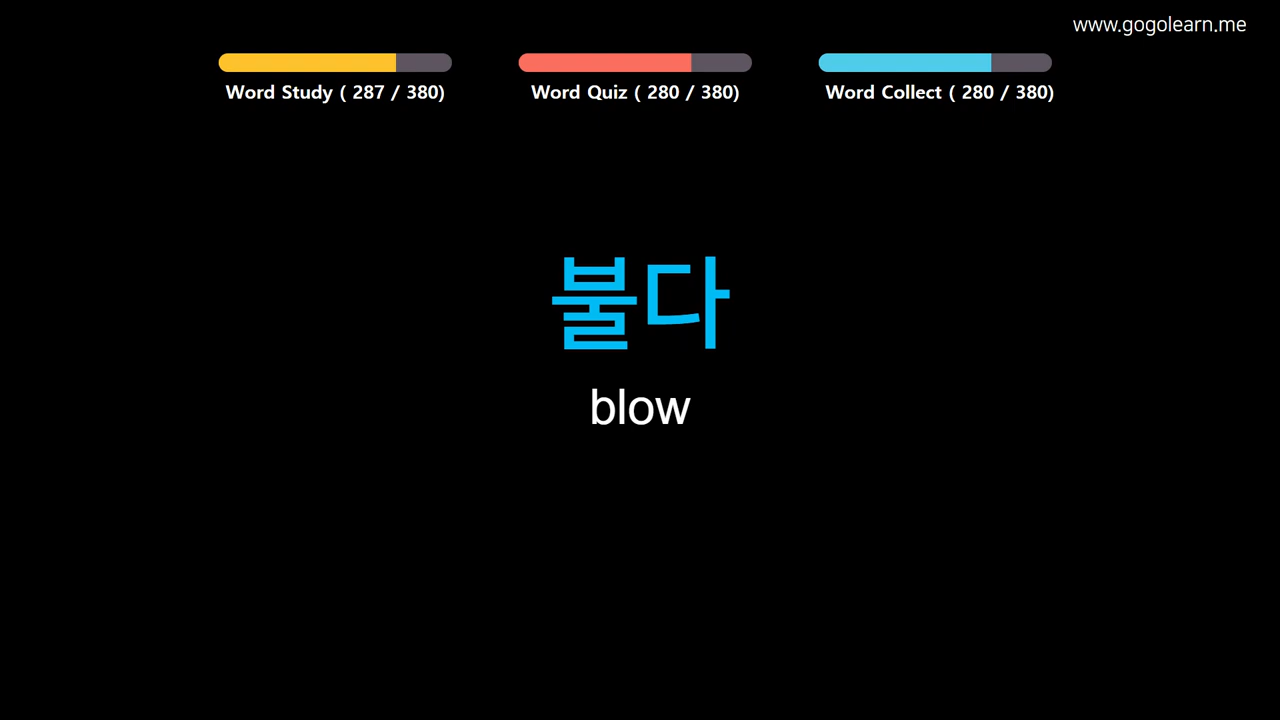 www.gogolearn.me
Word Study ( 287 / 380)
Word Quiz ( 280 / 380)
Word Collect ( 280 / 380)
불다
blow